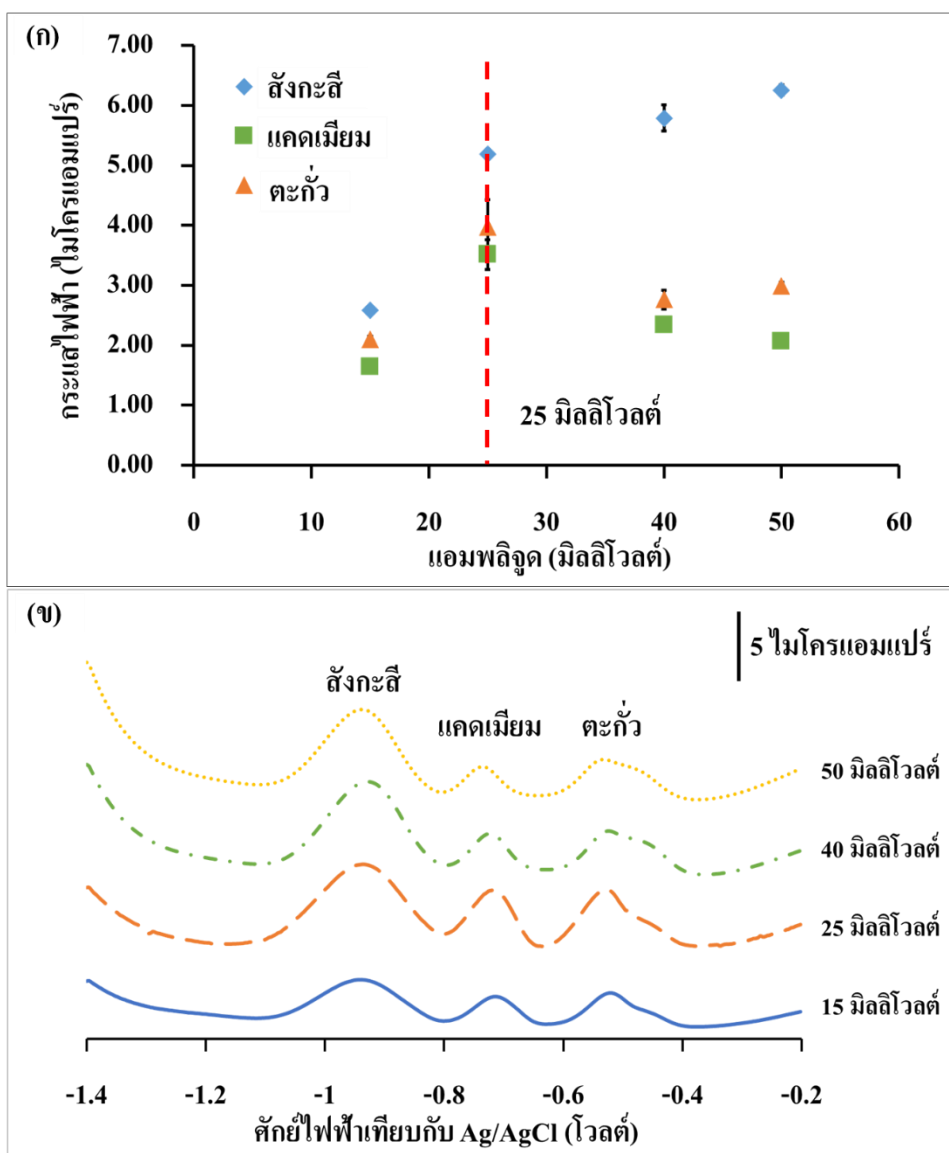 (ก)
7.00
6.00
5.00
4.00
3.00
2.00
1.00
0.00
กระแสไฟฟ้า (ไมโครแอมแปร์)
สังกะสี
แคดเมียม
ตะกั่ว
25 มิลลิโวลต์
0 10 20 30 40 50 60
แอมพลิจูด (มิลลิโวลต์)
(ข)
5 ไมโครแอมแปร์
สังกะสี
แคดเมียม ตะกั่ว
50 มิลลิโวลต์
40 มิลลิโวลต์
25 มิลลิโวลต์
15 มิลลิโวลต์
-1.4 -1.2 -1 -0.8 -0.6 -0.4 -0.2
ศักย์ไฟฟ้าเทียบกับ Ag/AgCl (โวลต์)